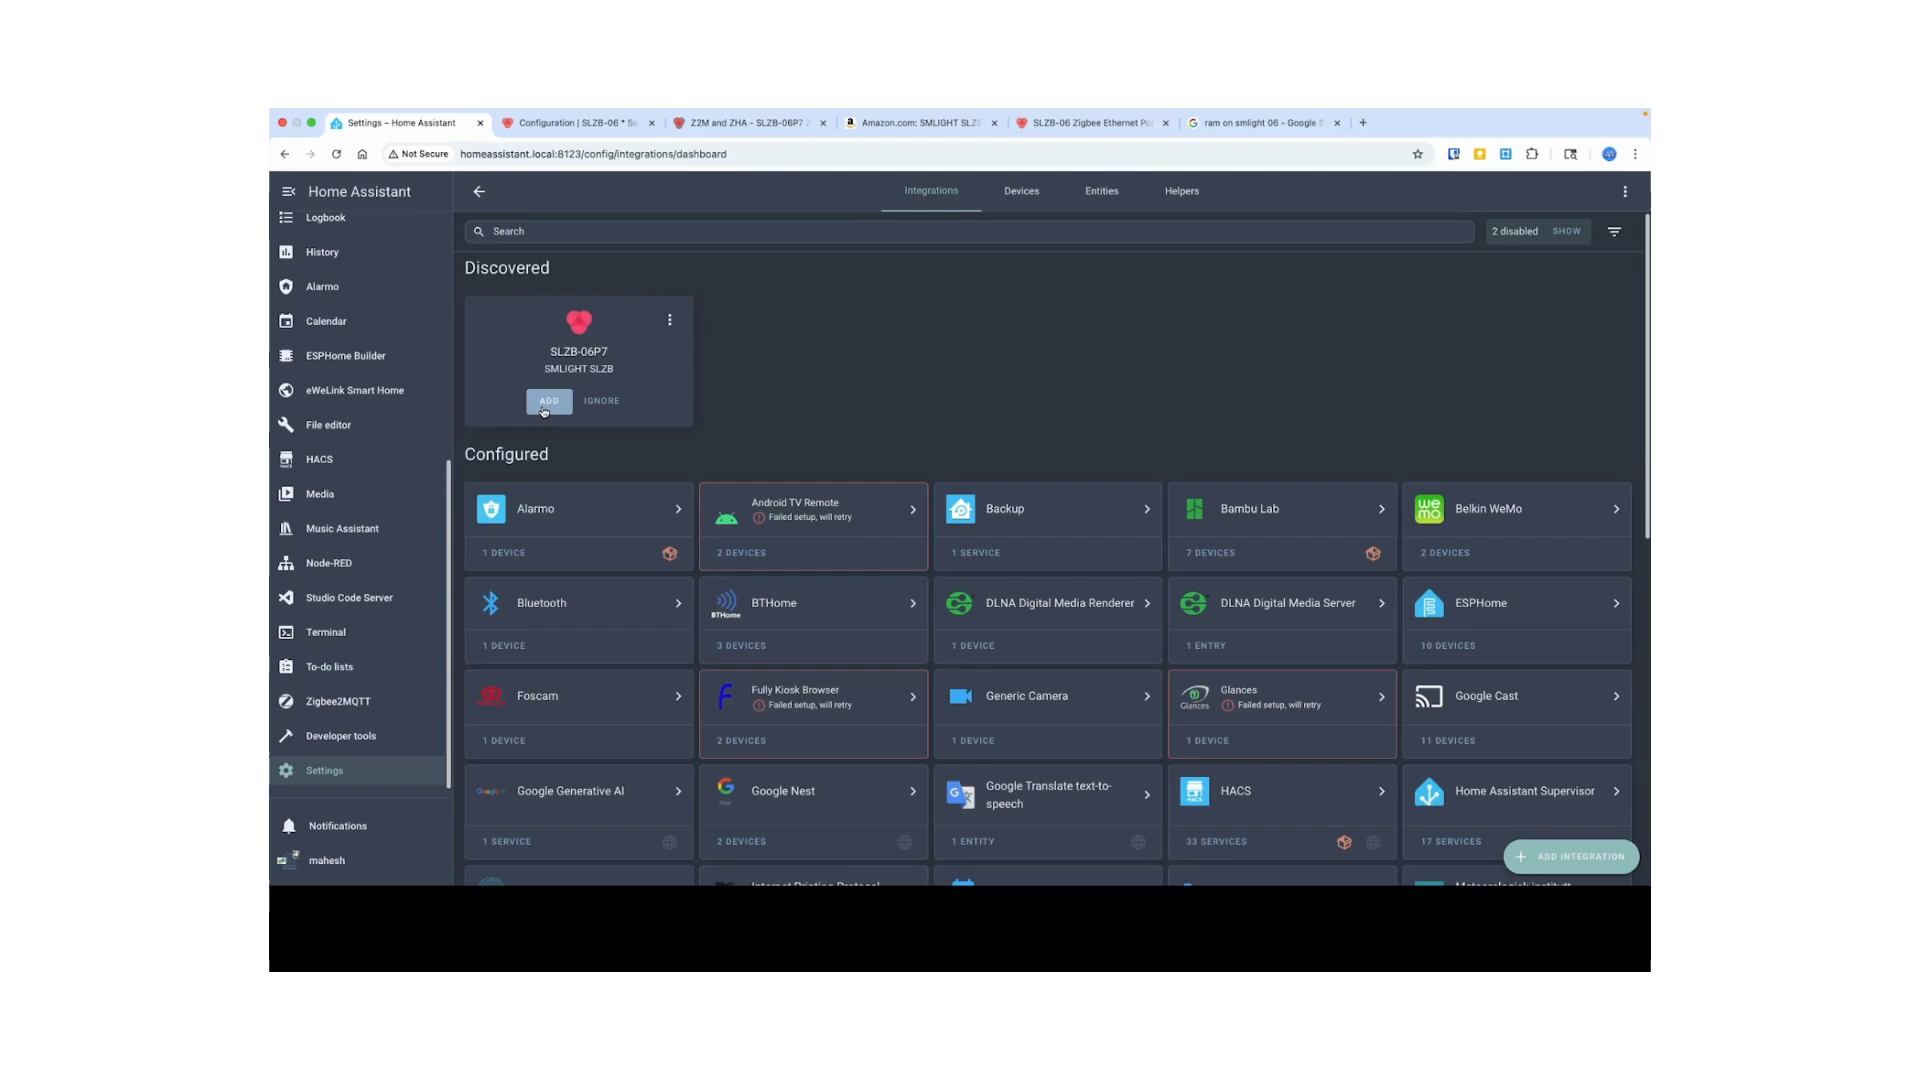 Settings – Home Assistant
Configuration | SLZB-06 * Se
Z2M and ZHA - SLZB-06P7 Z
Amazon.com: SMLIGHT SLZB
SLZB-06 Zigbee Ethernet Po
ram on smlight 06 - Google S
Not Secure
homeassistant.local:8123/config/integrations/dashboard
Home Assistant
Integrations
Devices
Entities
Helpers
Logbook
History
Alarmo
Calendar
ESPHome Builder
eWeLink Smart Home
File editor
HACS
Media
Music Assistant
Node-RED
Studio Code Server
Terminal
To-do lists
Zigbee2MQTT
Developer tools
Settings
Notifications
mahesh
Search
2 disabled SHOW
Discovered
SLZB-06P7
SMLIGHT SLZB
ADD IGNORE
Configured
Alarmo
1 DEVICE
Android TV Remote
Failed setup, will retry
2 DEVICES
Backup
1 SERVICE
Bambu Lab
7 DEVICES
we
mo
Belkin WeMo
2 DEVICES
Bluetooth
1 DEVICE
BTHome
BTHome
3 DEVICES
DLNA Digital Media Renderer
1 DEVICE
DLNA Digital Media Server
1 ENTRY
ESPHome
10 DEVICES
Foscam
1 DEVICE
Fully Kiosk Browser
Failed setup, will retry
2 DEVICES
Generic Camera
1 DEVICE
Glances
Glances
Failed setup, will retry
1 DEVICE
Google Cast
11 DEVICES
Google Generative AI
1 SERVICE
Google Nest
2 DEVICES
Google Translate text-to-
speech
1 ENTITY
HACS
33 SERVICES
Home Assistant Supervisor
17 SERVICES
ADD INTEGRATION
Internet Printing Protocol